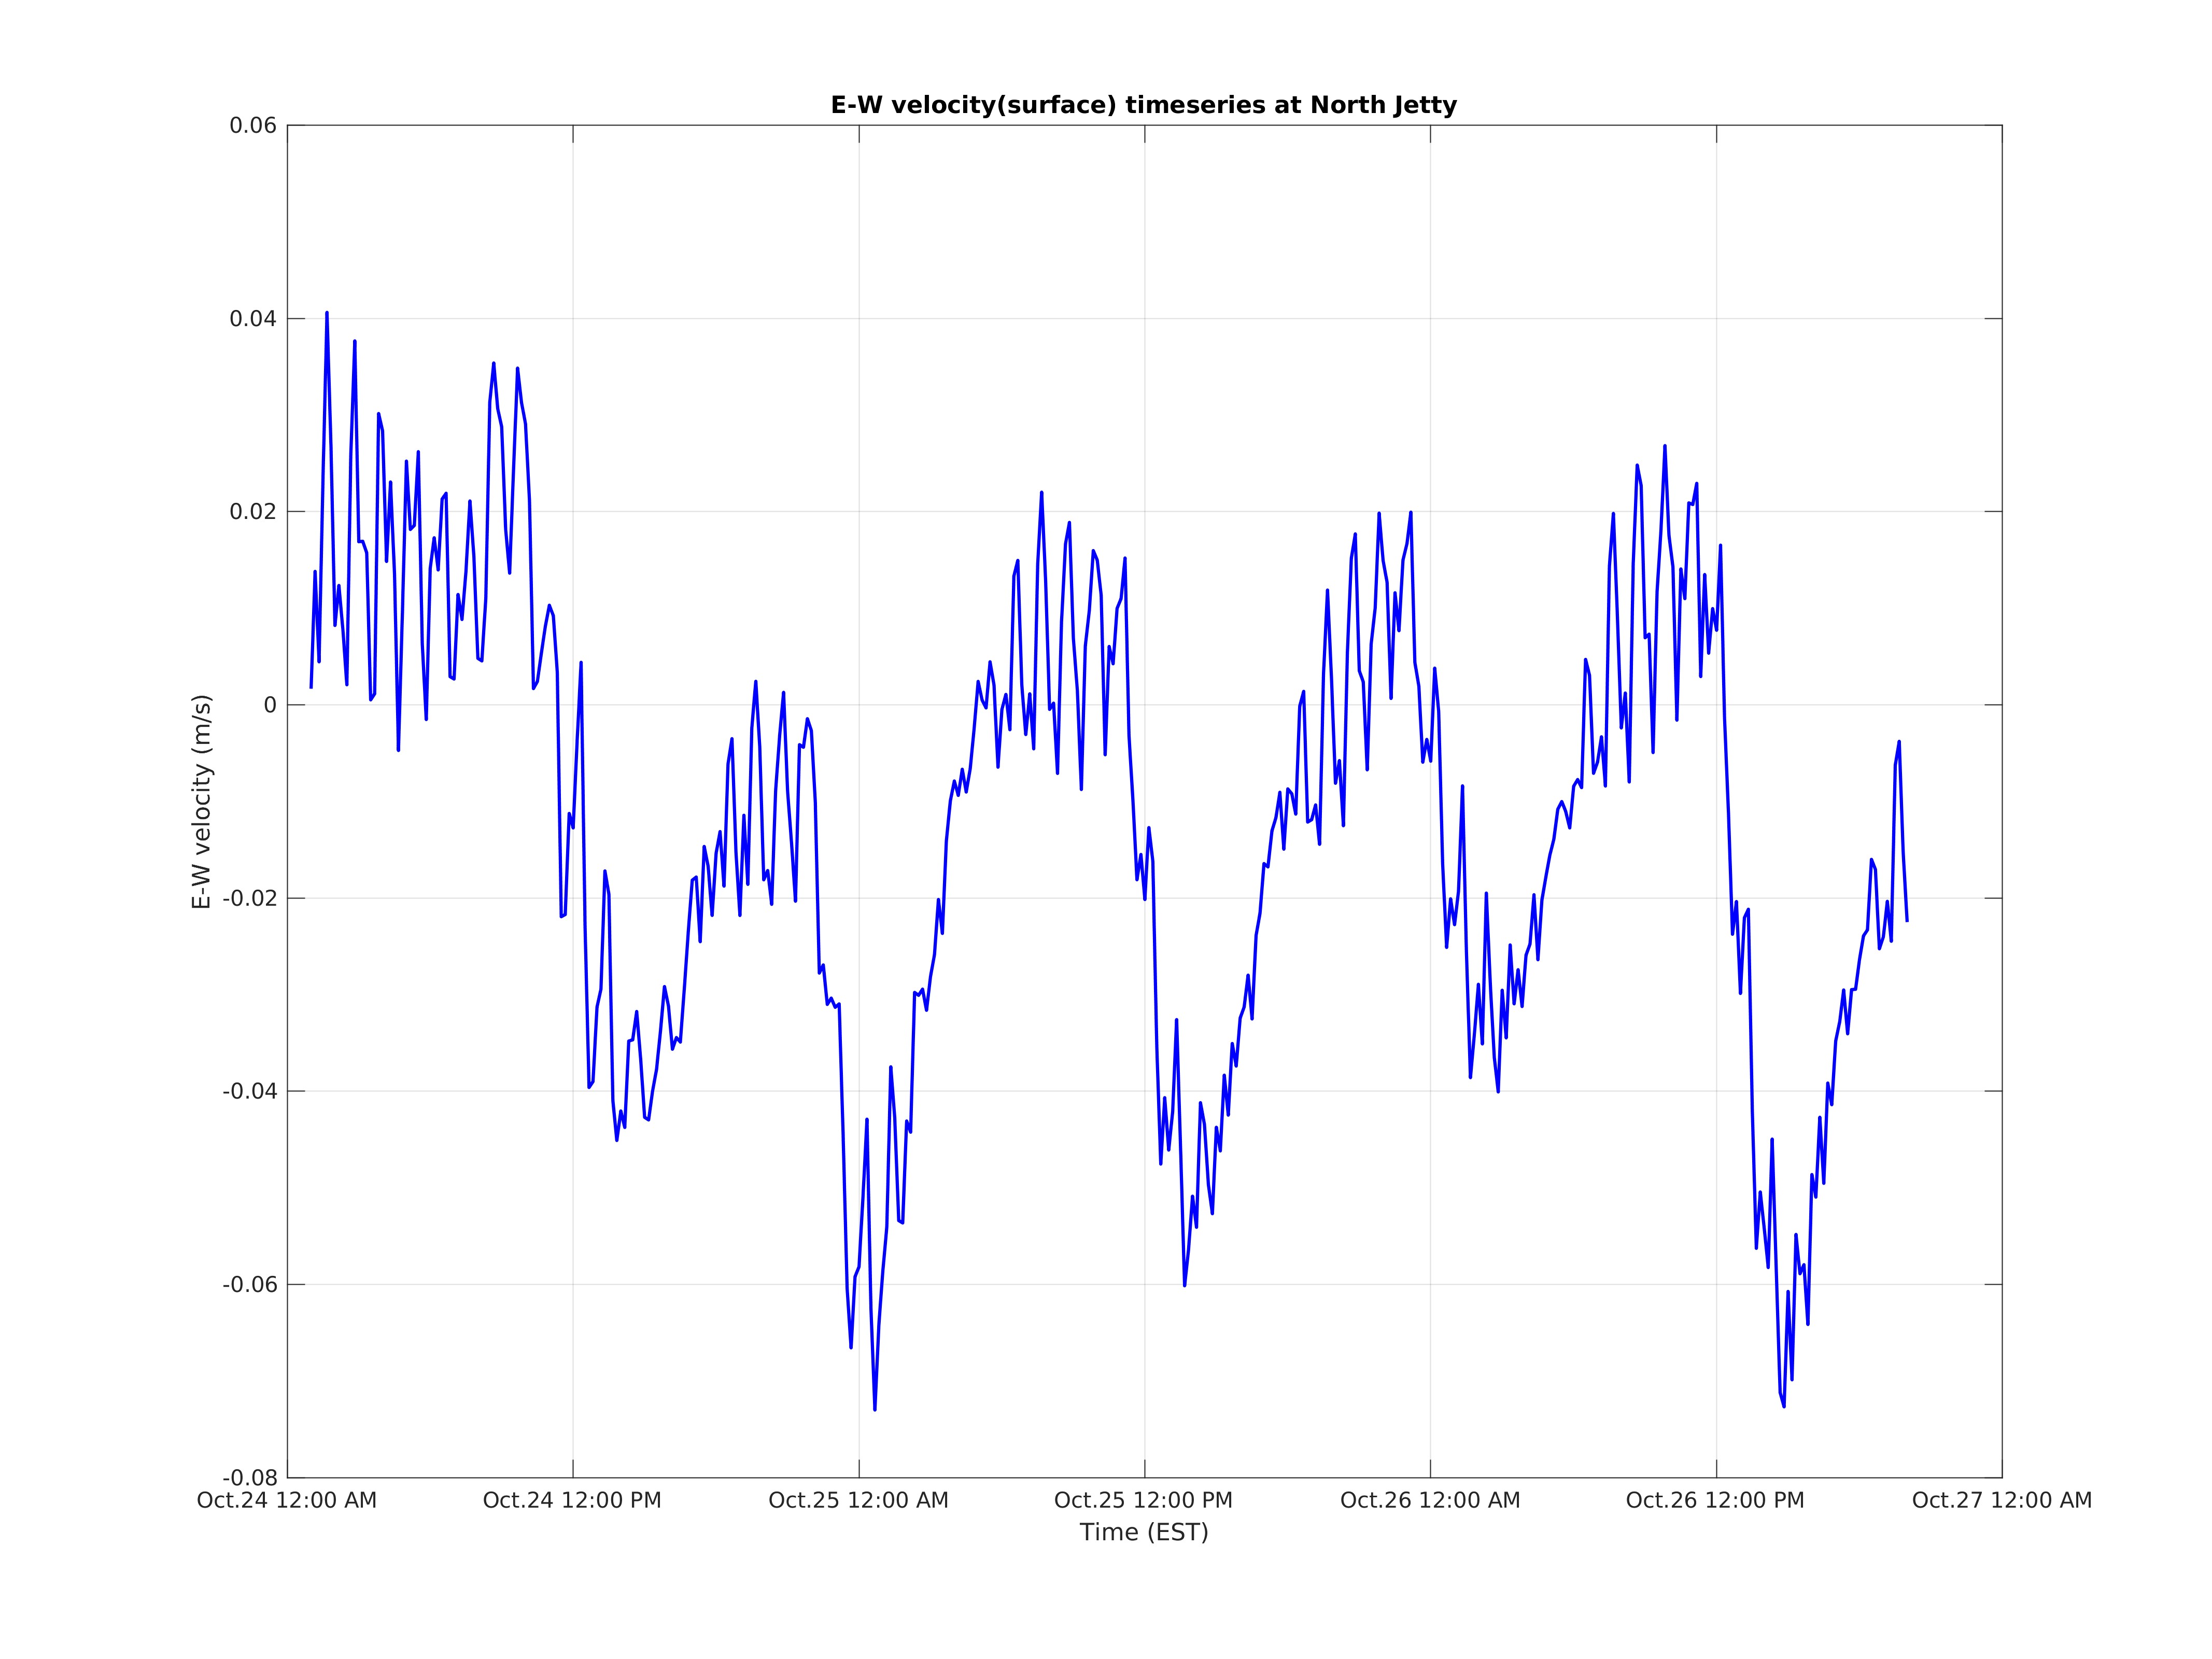 E-W velocity(surface) timeseries at North Jetty
0.06
0.04
0.02
0
-0.02
-0.04
-0.06
-0.08
E-W velocity (m/s)
Oct.24 12:00 AM
Oct.24 12:00 PM
Oct.25 12:00 AM
Oct.25 12:00 PM
Oct.26 12:00 AM
Oct.26 12:00 PM
Oct.27 12:00 AM
Time (EST)